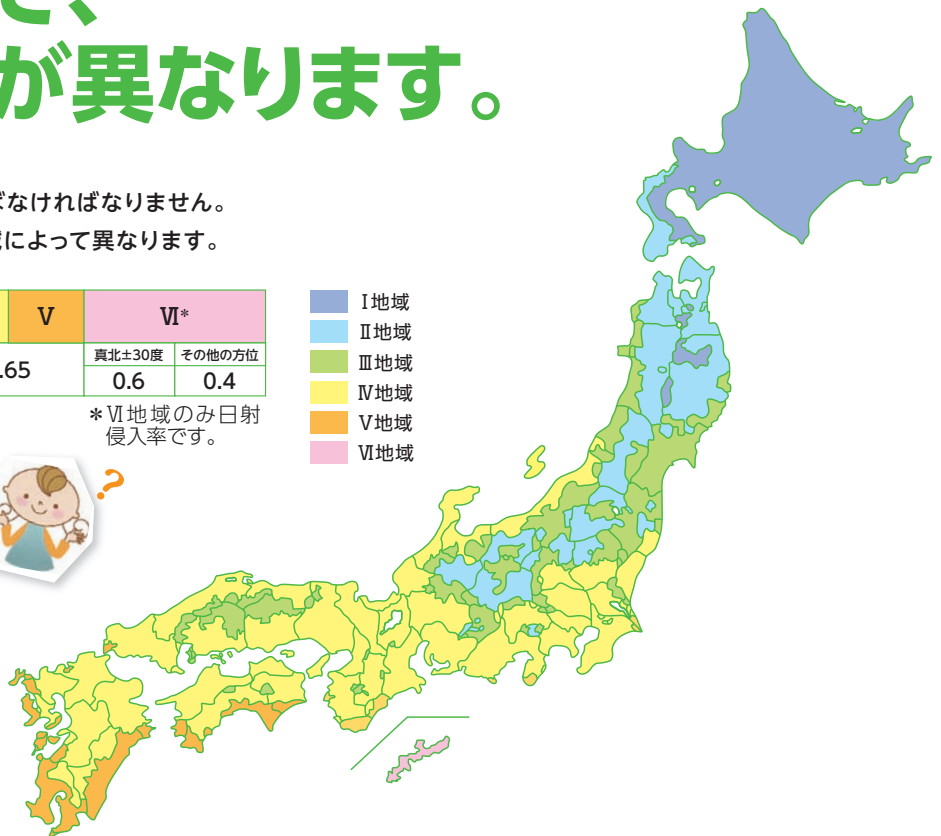 と、
が異なります。
ばなければなりません。
域によって異なります。
Ⅴ Ⅵ*
.65 真北±30度 その他の方位
0.6 0.4
*Ⅵ地域のみ日射
侵入率です。
Ⅰ地域
Ⅱ地域
Ⅲ地域
Ⅳ地域
Ⅴ地域
Ⅵ地域
?